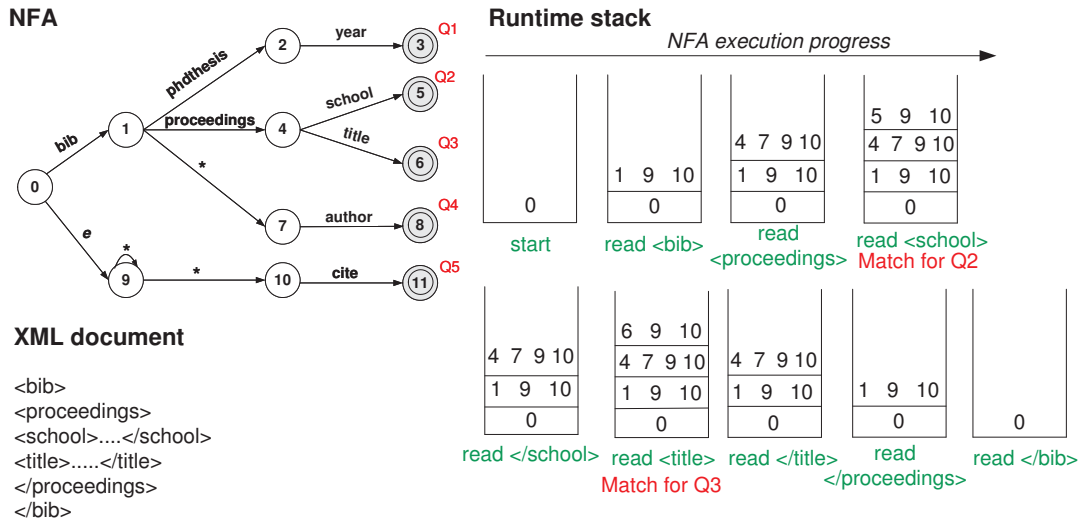 NFA
Q1
2 year 3
Q2
phdthesis
school 5
1 proceedings 4
Q3
title
bib
6
*
0
Q4
7 author 8
e
*
Q5
9 * 10 cite 11
XML document
<bib>
<proceedings>
<school>....</school>
<title>.....</title>
</proceedings>
</bib>
Runtime stack
NFA execution progress
0
start
1 9 10
0
read <bib>
4 7 9 10
1 9 10
0
read
<proceedings>
5 9 10
4 7 9 10
1 9 10
0
read <school>
Match for Q2
4 7 9 10
1 9 10
0
read </school>
6 9 10
4 7 9 10
1 9 10
0
read <title>
Match for Q3
4 7 9 10
1 9 10
0
read </title>
1 9 10
0
read
</proceedings>
0
read </bib>